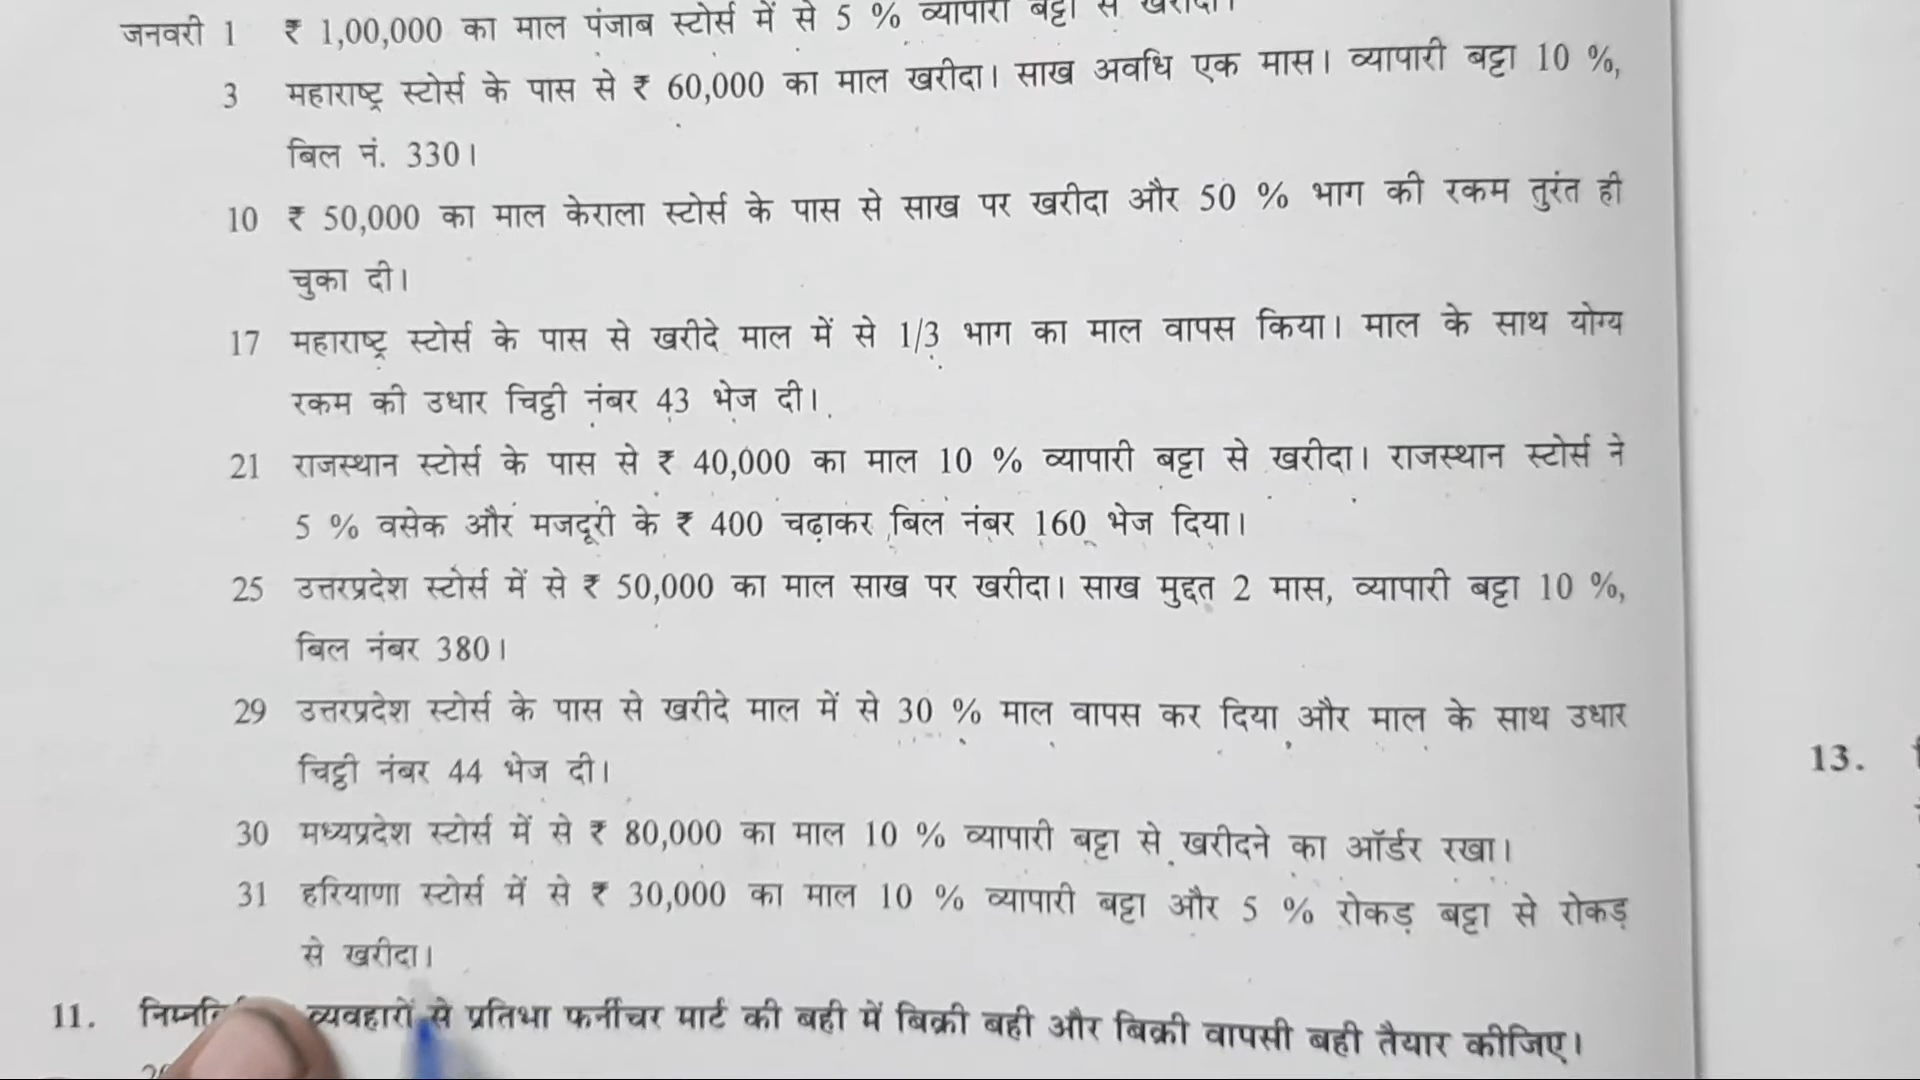 जनवरी 1 ₹ 1,00,000 का माल पंजाब स्टोर्स में से 5 % व्यापारी बट्टा से खरीदा।
3 महाराष्ट्र स्टोर्स के पास से ₹ 60,000 का माल खरीदा। साख अवधि एक मास। व्यापारी बट्टा 10 %,
बिल नं. 330।
10 ₹ 50,000 का माल केराला स्टोर्स के पास से साख पर खरीदा और 50 % भाग की रकम तुरंत ही
चुका दी।
17 महाराष्ट्र स्टोर्स के पास से खरीदे माल में से 1/3 भाग का माल वापस किया। माल के साथ योग्य
रकम की उधार चिट्ठी नंबर 43 भेज दी।
21 राजस्थान स्टोर्स के पास से ₹ 40,000 का माल 10 % व्यापारी बट्टा से खरीदा। राजस्थान स्टोर्स ने
5 % वसेक और मजदूरी के ₹ 400 चढ़ाकर बिल नंबर 160 भेज दिया।
25 उत्तरप्रदेश स्टोर्स में से ₹ 50,000 का माल साख पर खरीदा। साख मुद्दत 2 मास, व्यापारी बट्टा 10 %,
बिल नंबर 380।
29 उत्तरप्रदेश स्टोर्स के पास से खरीदे माल में से 30 % माल वापस कर दिया और माल के साथ उधार
चिट्ठी नंबर 44 भेज दी।
30 मध्यप्रदेश स्टोर्स में से ₹ 80,000 का माल 10 % व्यापारी बट्टा से खरीदने का ऑर्डर रखा।
31 हरियाणा स्टोर्स में से ₹ 30,000 का माल 10 % व्यापारी बट्टा और 5 % रोकड़ बट्टा से रोकड़
से खरीदा।
11. व्यवहारों से प्रतिभा फर्नीचर मार्ट की बही में बिक्री बही और बिक्री वापसी बही तैयार कीजिए।
13.